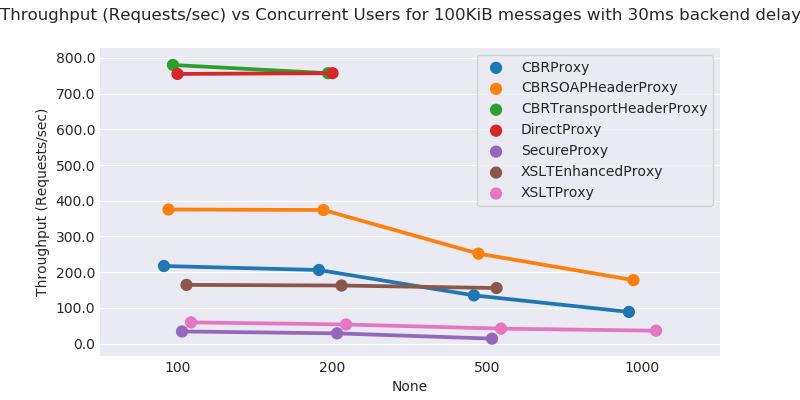 Throughput (Requests/sec) vs Concurrent Users for 100KiB messages with 30ms backend delay
800.0
700.0
600.0
500.0
400.0
300.0
200.0
100.0
0.0
Throughput (Requests/sec)
CBRProxy
CBRSOAPHeaderProxy
CBRTransportHeaderProxy
DirectProxy
SecureProxy
XSLTEnhancedProxy
XSLTProxy
100 200 500 1000
None